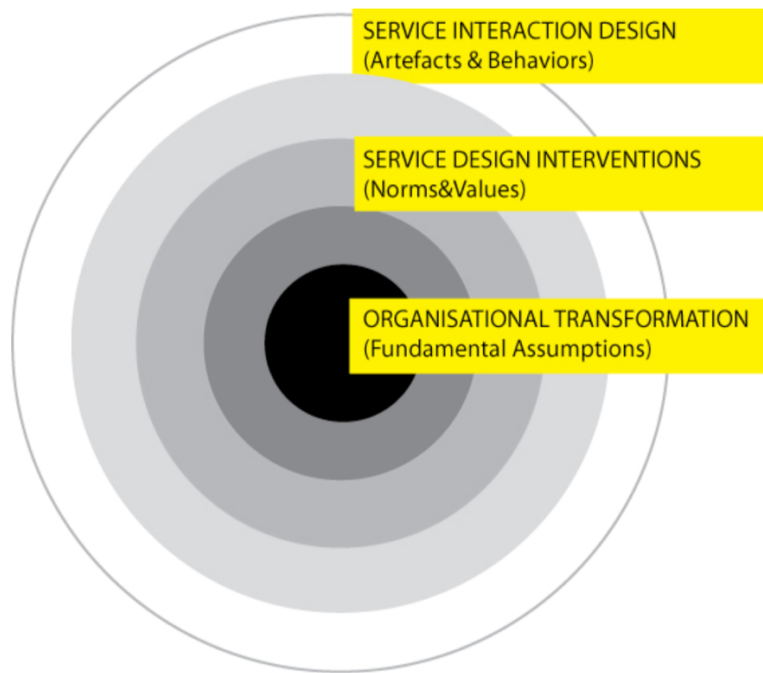 SERVICE INTERACTION DESIGN
(Artefacts & Behaviors)
SERVICE DESIGN INTERVENTIONS
(Norms&Values)
ORGANISATIONAL TRANSFORMATION
(Fundamental Assumptions)